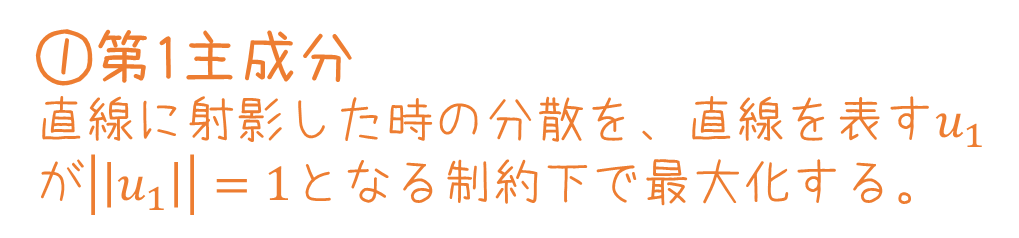 ①第1主成分
直線に射影した時の分散を、直線を表すu₁
が||u₁|| = 1となる制約下で最大化する。